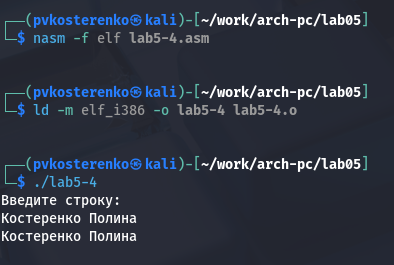 ┌──(pvkosterenko㉿kali)-[~/work/arch-pc/lab05]
└─$ nasm -f elf lab5-4.asm
┌──(pvkosterenko㉿kali)-[~/work/arch-pc/lab05]
└─$ ld -m elf_i386 -o lab5-4 lab5-4.o
┌──(pvkosterenko㉿kali)-[~/work/arch-pc/lab05]
└─$ ./lab5-4
Введите строку:
Костеренко Полина
Костеренко Полина